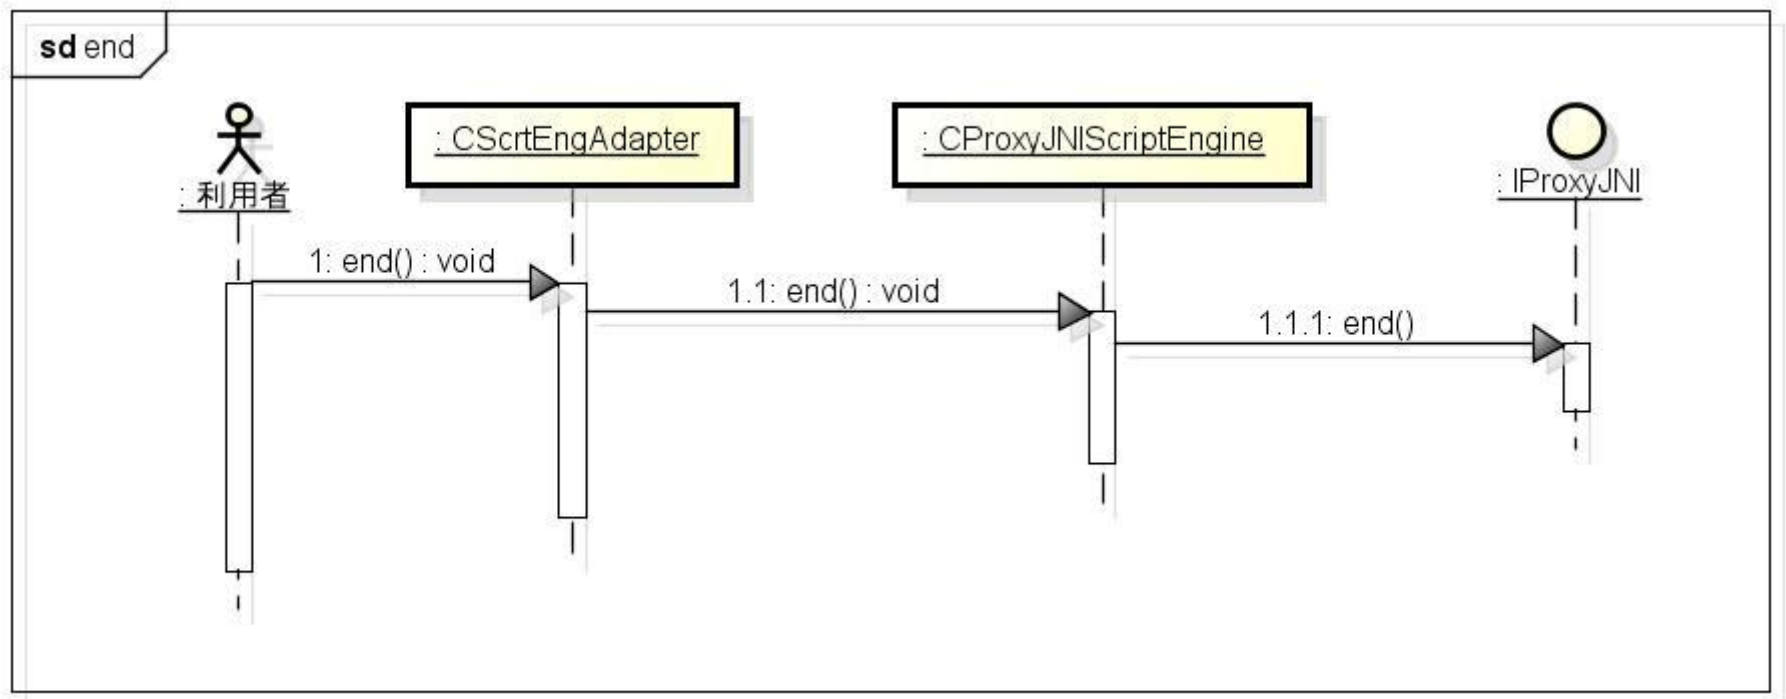 sd end
: CScrtEngAdapter
: CProxyJNIScriptEngine
: IProxyJNI
: 利用者
1: end() : void
1.1: end() : void
1.1.1: end()